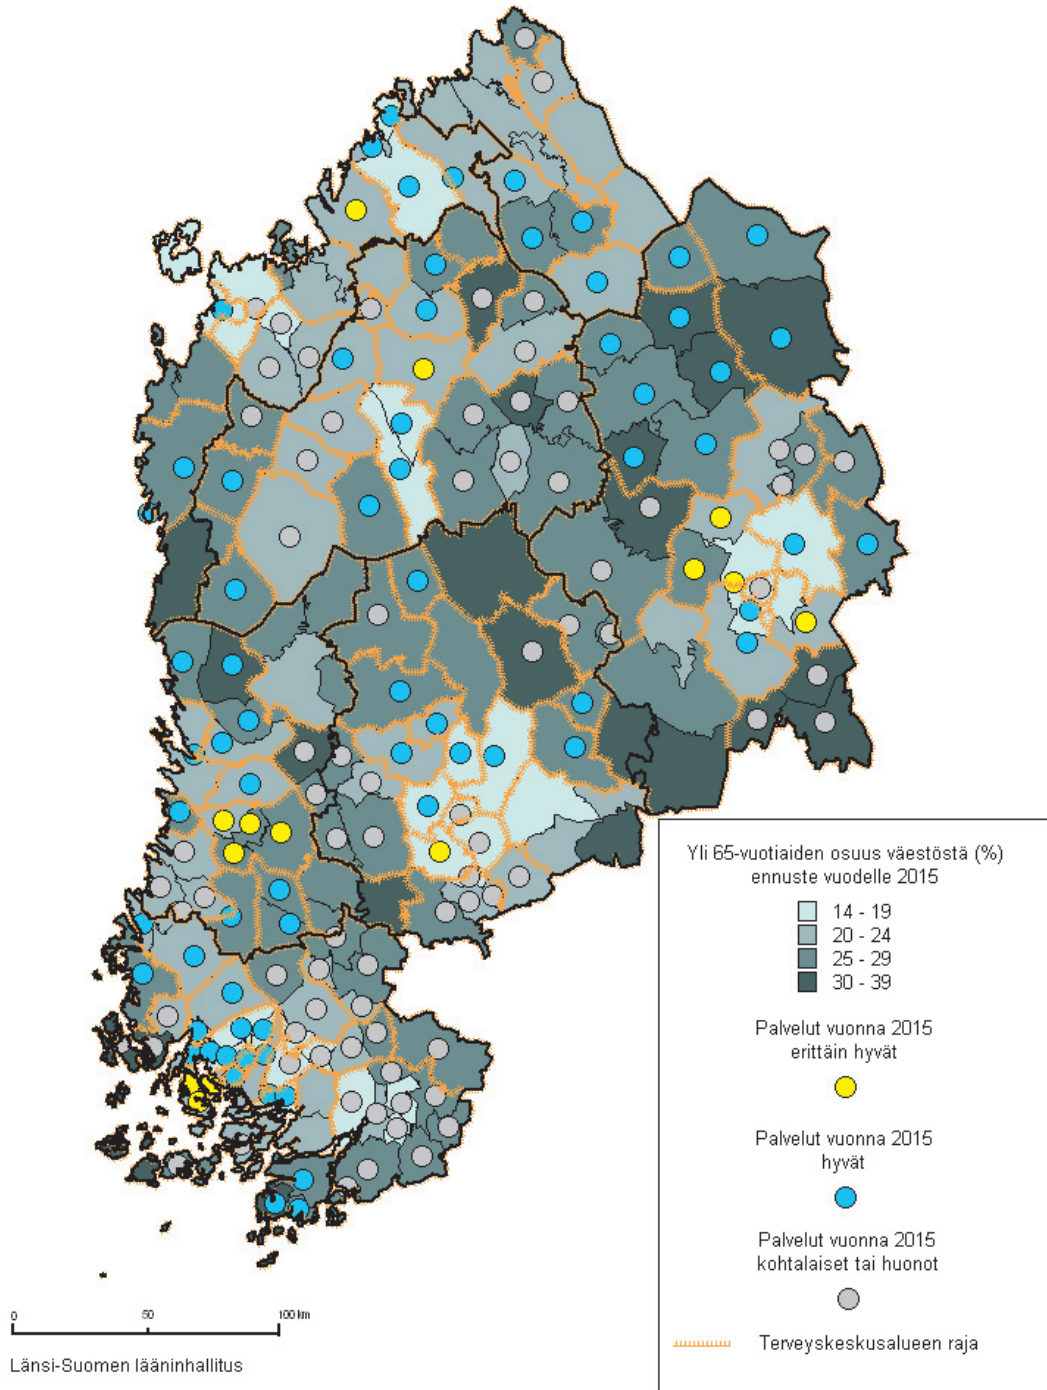 Yli 65-vuotiaiden osuus väestöstä (%)
ennuste vuodelle 2015
14 - 19
20 - 24
25 - 29
30 - 39
Palvelut vuonna 2015
erittäin hyvät
Palvelut vuonna 2015
hyvät
Palvelut vuonna 2015
kohtalaiset tai huonot
Terveyskeskusalueen raja
0 50 100 km
Länsi-Suomen lääninhallitus